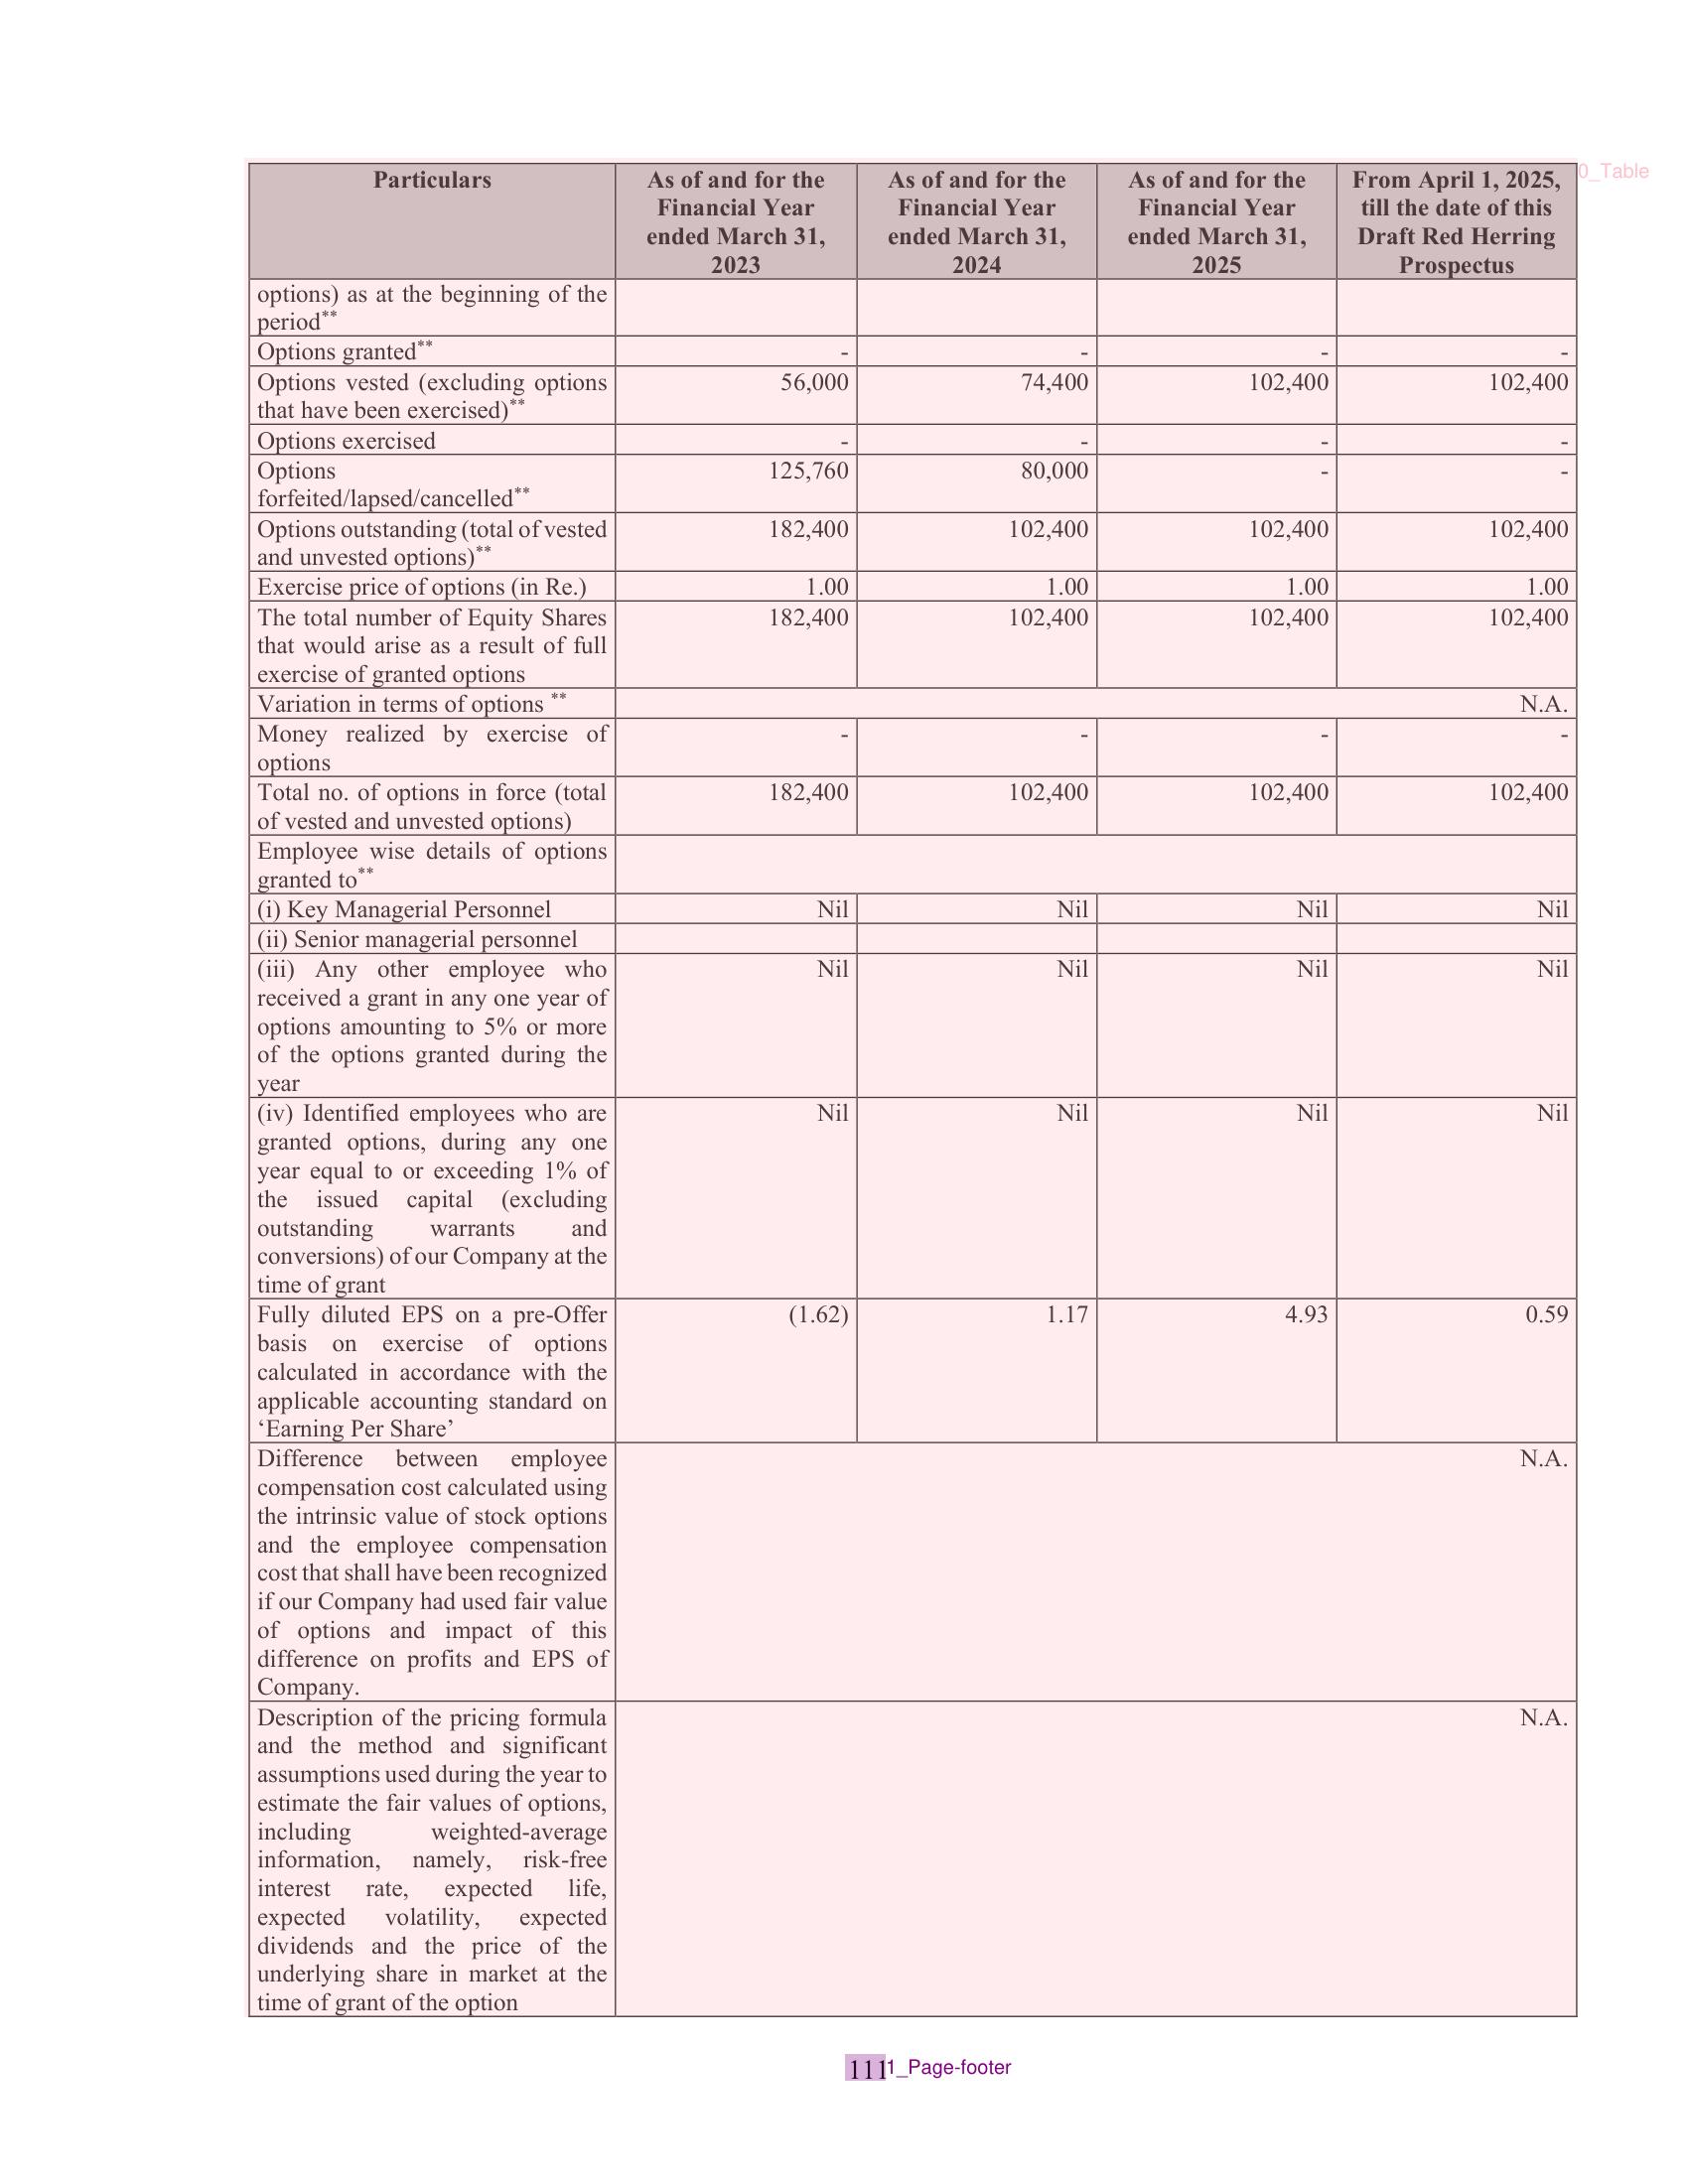 Particulars
As of and for the
Financial Year
ended March 31,
2023
As of and for the
Financial Year
ended March 31,
2024
As of and for the
Financial Year
ended March 31,
2025
From April 1, 2025,
till the date of this
Draft Red Herring
Prospectus
0_Table
options) as at the beginning of the
period**
Options granted** - - - -
Options vested (excluding options 56,000 74,400 102,400 102,400
that have been exercised)**
Options exercised - - - -
Options 125,760 80,000 - -
forfeited/lapsed/cancelled**
Options outstanding (total of vested 182,400 102,400 102,400 102,400
and unvested options)**
Exercise price of options (in Re.) 1.00 1.00 1.00 1.00
The total number of Equity Shares 182,400 102,400 102,400 102,400
that would arise as a result of full
exercise of granted options
Variation in terms of options ** N.A.
Money realized by exercise of - - - -
options
Total no. of options in force (total 182,400 102,400 102,400 102,400
of vested and unvested options)
Employee wise details of options
granted to**
(i) Key Managerial Personnel Nil Nil Nil Nil
(ii) Senior managerial personnel
(iii) Any other employee who Nil Nil Nil Nil
received a grant in any one year of
options amounting to 5% or more
of the options granted during the
year
(iv) Identified employees who are Nil Nil Nil Nil
granted options, during any one
year equal to or exceeding 1% of
the issued capital (excluding
outstanding warrants and
conversions) of our Company at the
time of grant
Fully diluted EPS on a pre-Offer (1.62) 1.17 4.93 0.59
basis on exercise of options
calculated in accordance with the
applicable accounting standard on
‘Earning Per Share’
Difference between employee N.A.
compensation cost calculated using
the intrinsic value of stock options
and the employee compensation
cost that shall have been recognized
if our Company had used fair value
of options and impact of this
difference on profits and EPS of
Company.
Description of the pricing formula N.A.
and the method and significant
assumptions used during the year to
estimate the fair values of options,
including weighted-average
information, namely, risk-free
interest rate, expected life,
expected volatility, expected
dividends and the price of the
underlying share in market at the
time of grant of the option
111 1_Page-footer